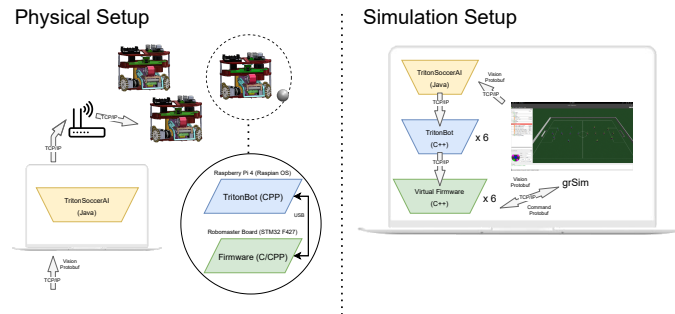 Physical Setup
TCP/IP
TCP/IP
TritonSoccerAI
(Java)
Vision
Protobuf
TCP/IP
Raspberry Pi 4 (Raspian OS)
TritonBot (CPP)
USB
Robomaster Board (STM32 F427)
Firmware (C/CPP)
Simulation Setup
TritonSoccerAI
(Java)
Vision
Protobuf
TCP/IP
TCP/IP
TritonBot
(C++)
x 6
TCP/IP
Virtual Firmware
(C++)
x 6
Vision
Protobuf
grSim
TCP/IP
Command
Protobuf